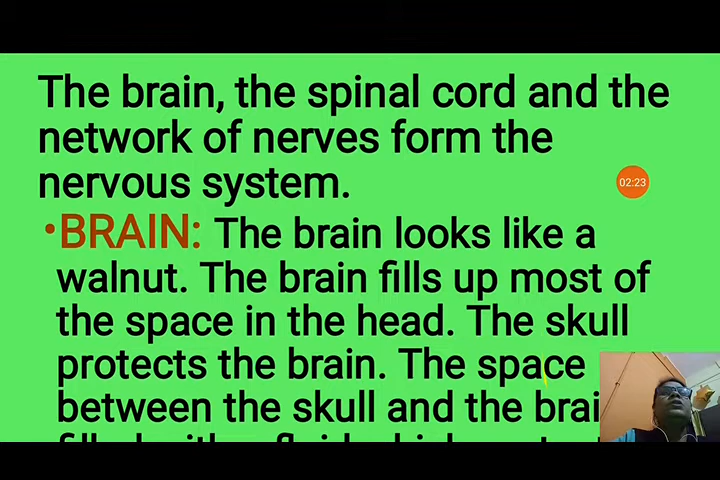 The brain, the spinal cord and the
network of nerves form the
nervous system.
02:23
•BRAIN: The brain looks like a
walnut. The brain fills up most of
the space in the head. The skull
protects the brain. The space
between the skull and the brai